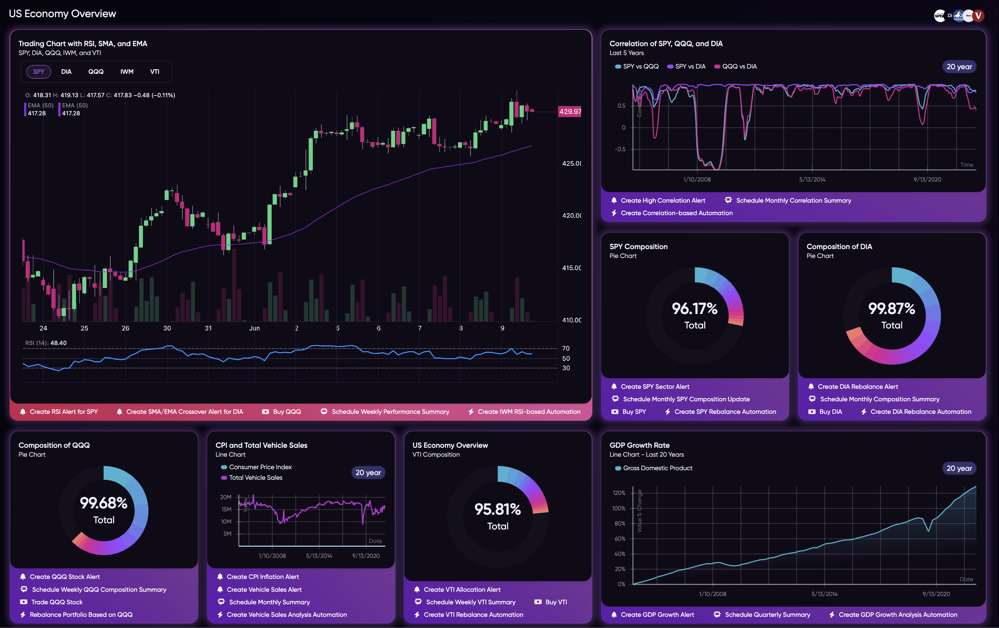 US Economy Overview
SPDR Di Invesco V
Trading Chart with RSI, SMA, and EMA
SPY, DIA, QQQ, IWM, and VTI
SPY DIA QQQ IWM VTI
O: 418.31 H: 419.13 L: 417.57 C: 417.83 −0.48 (−0.11%)
EMA (50) EMA (50)
417.28 417.28
429.97
425.00
420.00
415.00
410.00
24 25 26 30 31 Jun 2 5 6 7 8 9
RSI (14): 48.40
70
50
30
Create RSI Alert for SPY Create SMA/EMA Crossover Alert for DIA Buy QQQ Schedule Weekly Performance Summary Create IWM RSI-based Automation
Correlation of SPY, QQQ, and DIA
Last 5 Years
SPY vs QQQ SPY vs DIA QQQ vs DIA
20 year
Correlation
0.5
0
−0.5
Time
1/10/2008 5/13/2014 9/13/2020
Create High Correlation Alert Schedule Monthly Correlation Summary
Create Correlation-based Automation
SPY Composition
Pie Chart
96.17%
Total
Create SPY Sector Alert
Schedule Monthly SPY Composition Update
Buy SPY Create SPY Rebalance Automation
Composition of DIA
Pie Chart
99.87%
Total
Create DIA Rebalance Alert
Schedule Monthly Composition Summary
Buy DIA Create DIA Rebalance Automation
Composition of QQQ
Pie Chart
99.68%
Total
Create QQQ Stock Alert
Schedule Weekly QQQ Composition Summary
Trade QQQ Stock
Rebalance Portfolio Based on QQQ
CPI and Total Vehicle Sales
Line Chart
Consumer Price Index
Total Vehicle Sales
20 year
Value
20M
15M
10M
5M
Date
1/10/2008 5/13/2014 9/13/2020
Create CPI Inflation Alert
Create Vehicle Sales Alert
Schedule Monthly Summary
Create Vehicle Sales Analysis Automation
US Economy Overview
VTI Composition
95.81%
Total
Create VTI Allocation Alert
Schedule Weekly VTI Summary Buy VTI
Create VTI Rebalance Automation
GDP Growth Rate
Line Chart - Last 20 Years
Gross Domestic Product
20 year
Value % Change
120%
100%
80%
60%
40%
20%
0%
Date
1/10/2008 5/13/2014 9/13/2020
Create GDP Growth Alert Schedule Quarterly Summary Create GDP Growth Analysis Automation